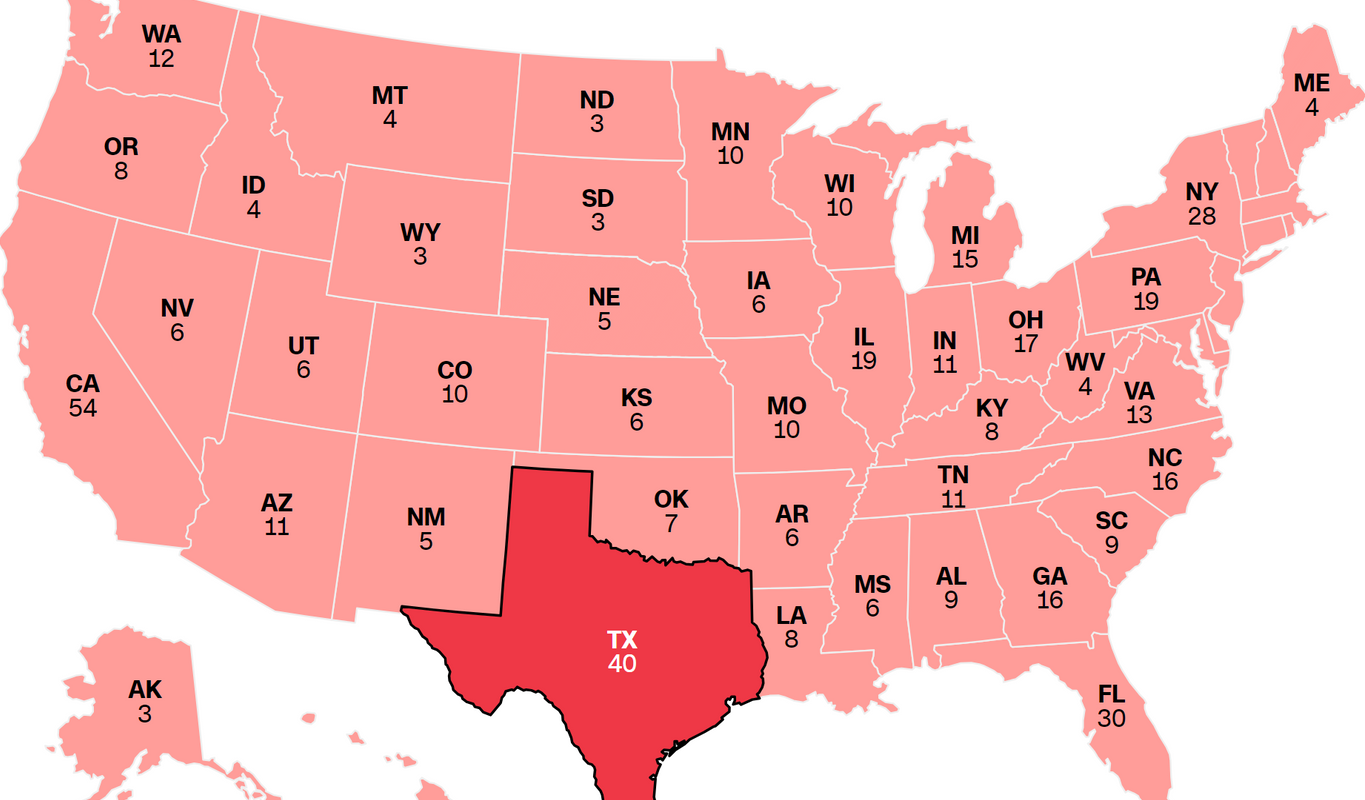 WA
12
MT
4
ND
3
MN
10
ME
4
OR
8
ID
4
SD
3
WI
10
NY
28
WY
3
MI
15
NV
6
NE
5
IA
6
PA
19
UT
6
CO
10
IL
19
IN
11
OH
17
CA
54
KS
6
MO
10
KY
8
WV
4
VA
13
AZ
11
NM
5
OK
7
AR
6
TN
11
NC
16
SC
9
MS
6
AL
9
GA
16
LA
8
TX
40
AK
3
FL
30